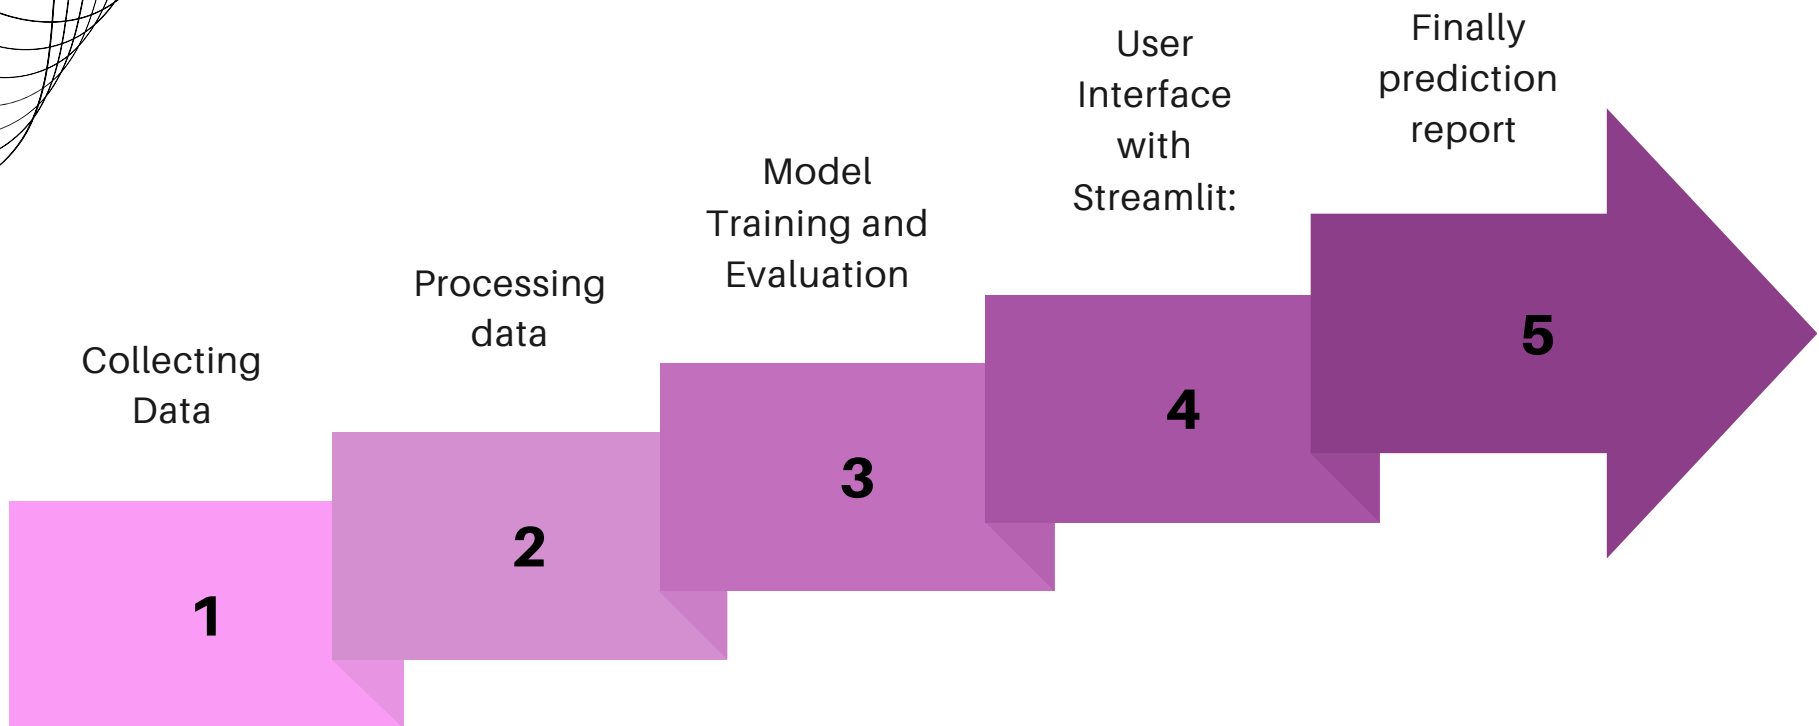 Collecting
Data
1
Processing
data
2
Model
Training and
Evaluation
3
User
Interface
with
Streamlit:
4
Finally
prediction
report
5